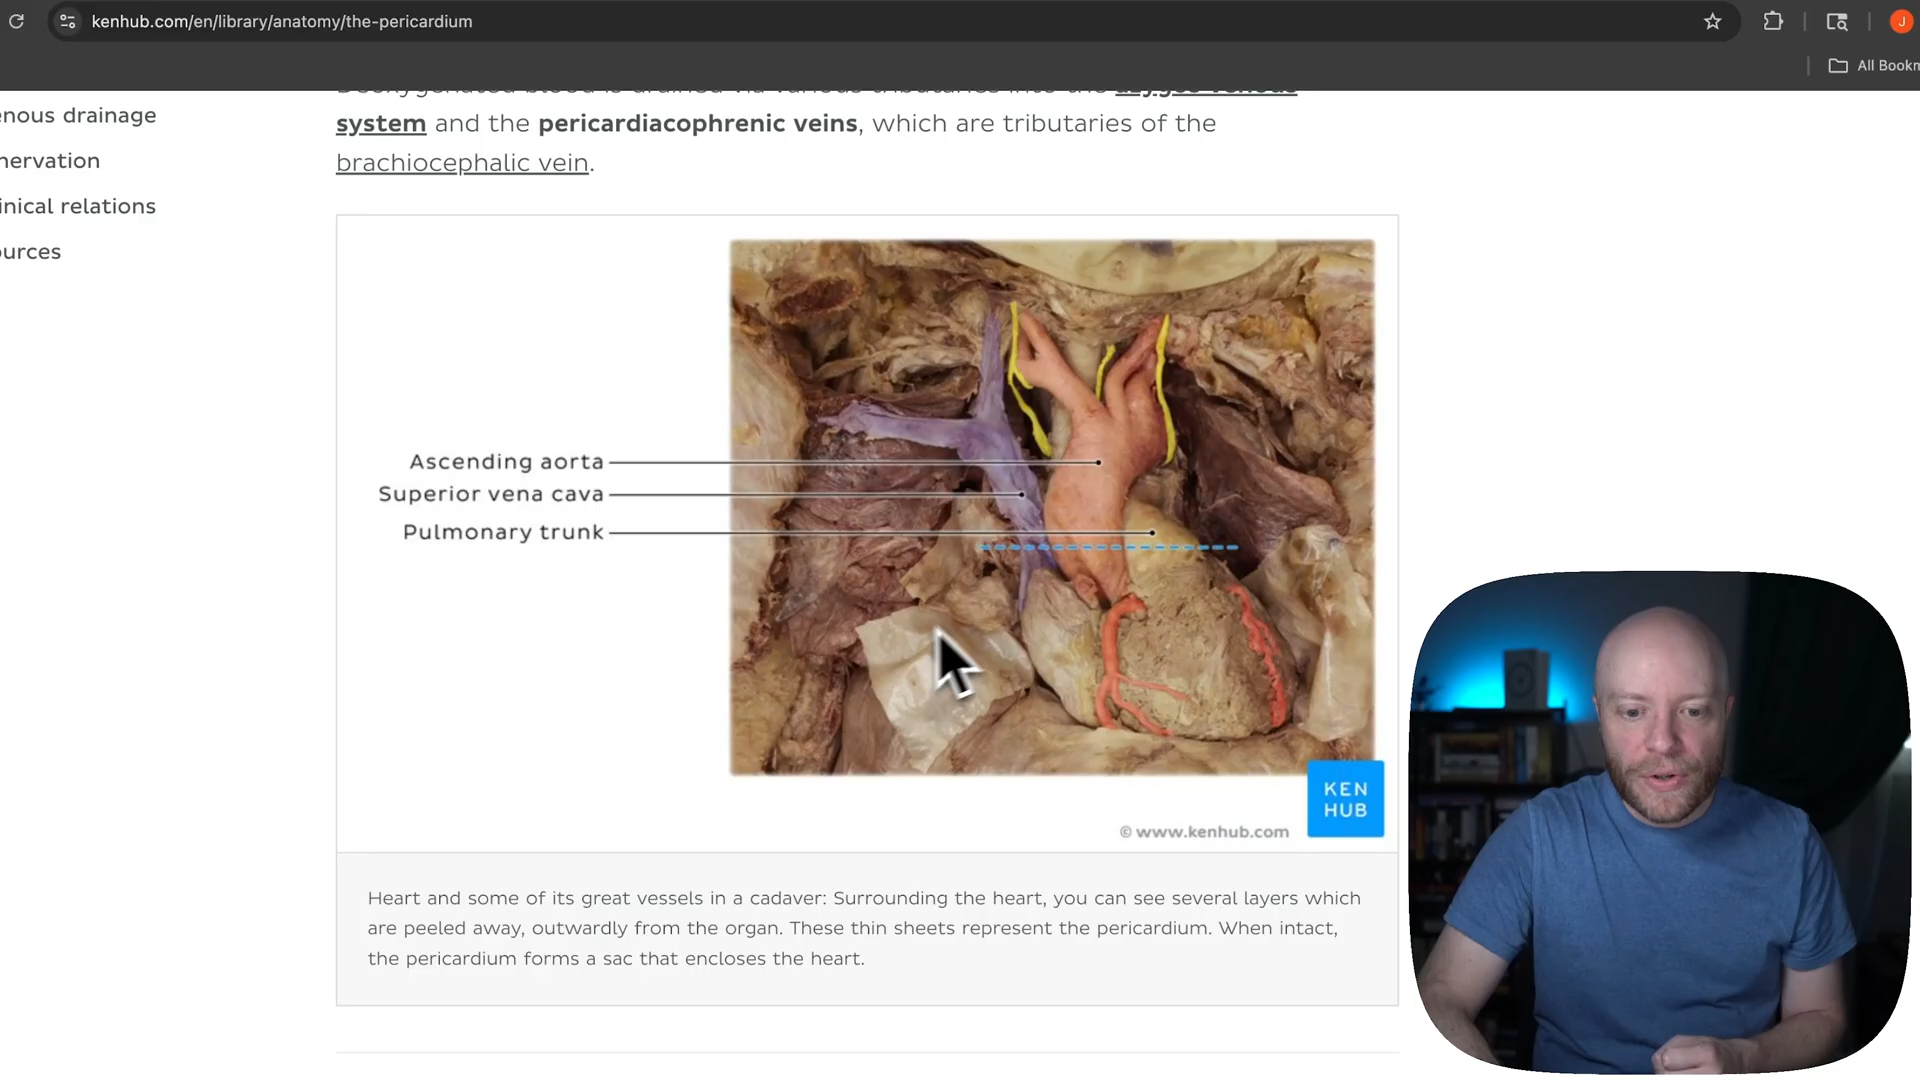 kenhub.com/en/library/anatomy/the-pericardium
J
All Bookm
enous drainage
nervation
inical relations
ources
system and the pericardiacophrenic veins, which are tributaries of the
brachiocephalic vein.
Ascending aorta
Superior vena cava
Pulmonary trunk
KEN
HUB
© www.kenhub.com
Heart and some of its great vessels in a cadaver: Surrounding the heart, you can see several layers which
are peeled away, outwardly from the organ. These thin sheets represent the pericardium. When intact,
the pericardium forms a sac that encloses the heart.